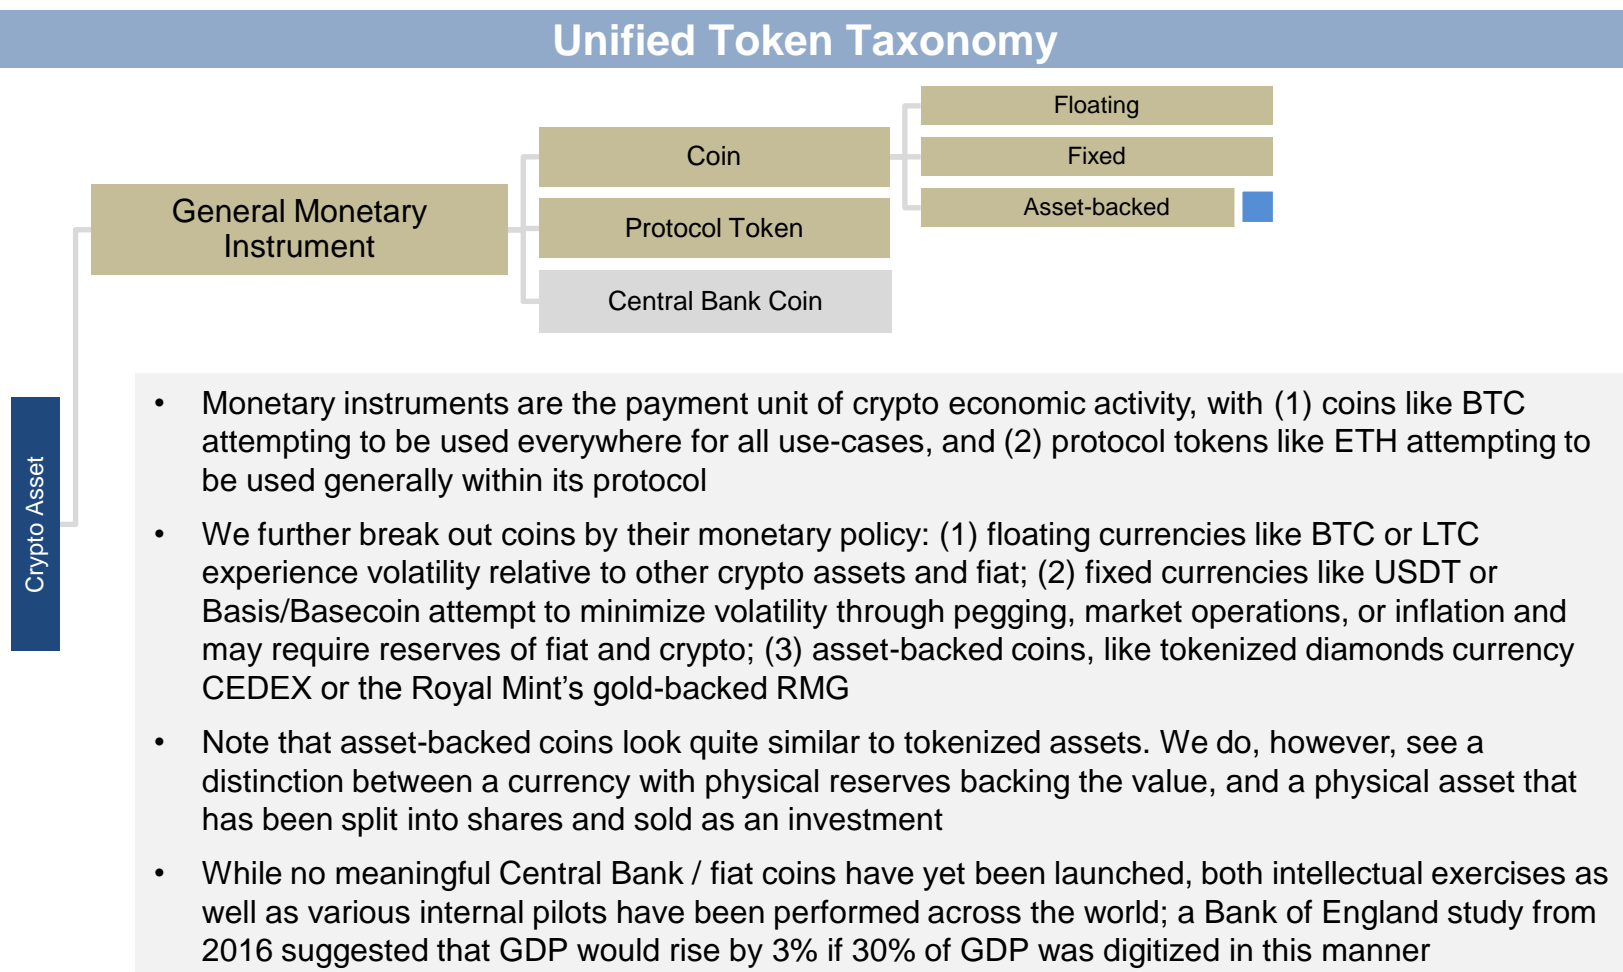 Unified Token Taxonomy
Floating
Coin
Fixed
General Monetary
Instrument
Asset-backed
Protocol Token
Central Bank Coin
Crypto Asset
• Monetary instruments are the payment unit of crypto economic activity, with (1) coins like BTC
attempting to be used everywhere for all use-cases, and (2) protocol tokens like ETH attempting to
be used generally within its protocol
• We further break out coins by their monetary policy: (1) floating currencies like BTC or LTC
experience volatility relative to other crypto assets and fiat; (2) fixed currencies like USDT or
Basis/Basecoin attempt to minimize volatility through pegging, market operations, or inflation and
may require reserves of fiat and crypto; (3) asset-backed coins, like tokenized diamonds currency
CEDEX or the Royal Mint’s gold-backed RMG
• Note that asset-backed coins look quite similar to tokenized assets. We do, however, see a
distinction between a currency with physical reserves backing the value, and a physical asset that
has been split into shares and sold as an investment
• While no meaningful Central Bank / fiat coins have yet been launched, both intellectual exercises as
well as various internal pilots have been performed across the world; a Bank of England study from
2016 suggested that GDP would rise by 3% if 30% of GDP was digitized in this manner